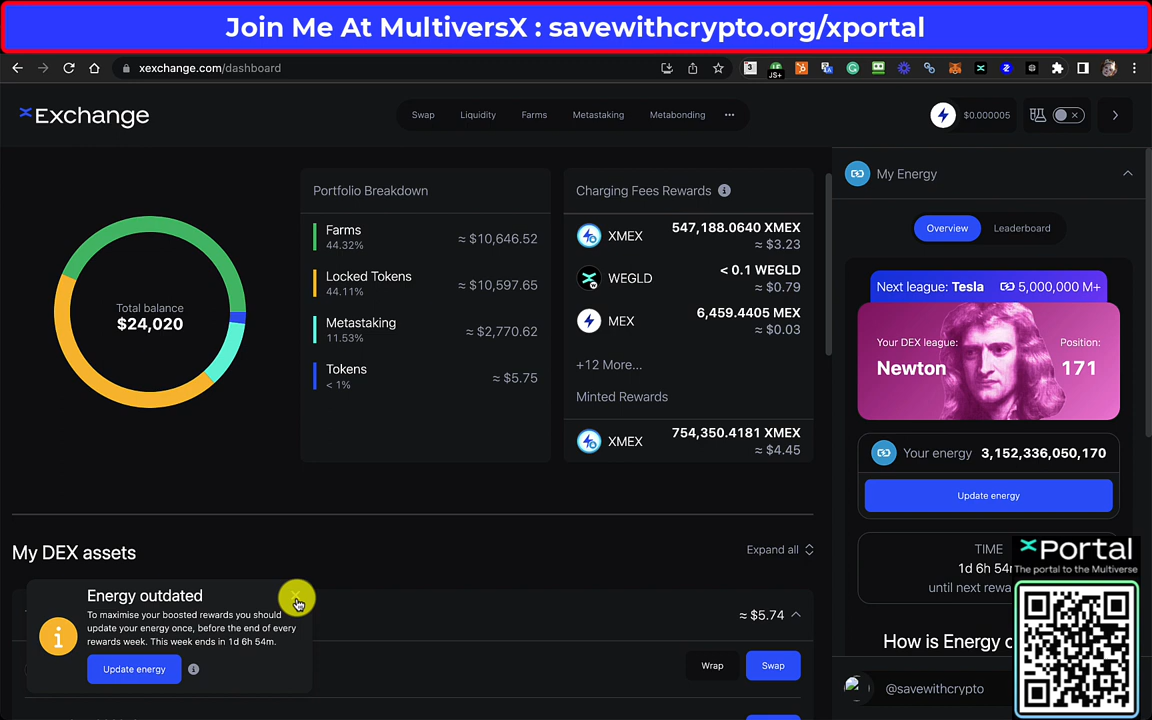 Join Me At MultiversX : savewithcrypto.org/xportal
xexchange.com/dashboard
3
JS+
Exchange
Swap Liquidity Farms Metastaking Metabonding
$0.000005
Portfolio Breakdown
Farms
44.32%
≈ $10,646.52
Locked Tokens
44.11%
≈ $10,597.65
Metastaking
11.53%
≈ $2,770.62
Tokens
< 1%
≈ $5.75
Total balance
$24,020
Charging Fees Rewards
XMEX
547,188.0640 XMEX
≈ $3.23
WEGLD
< 0.1 WEGLD
≈ $0.79
MEX
6,459.4405 MEX
≈ $0.03
+12 More...
Minted Rewards
XMEX
754,350.4181 XMEX
≈ $4.45
My Energy
Overview Leaderboard
Next league: Tesla 5,000,000 M+
Your DEX league:
Newton
Position:
171
Your energy 3,152,336,050,170
Update energy
TIME
1d 6h 54m
until next rewa
How is Energy c
@savewithcrypto
My DEX assets
Expand all
≈ $5.74
Wrap Swap
Energy outdated
To maximise your boosted rewards you should
update your energy once, before the end of every
rewards week. This week ends in 1d 6h 54m.
Update energy
Portal
The portal to the Multiverse